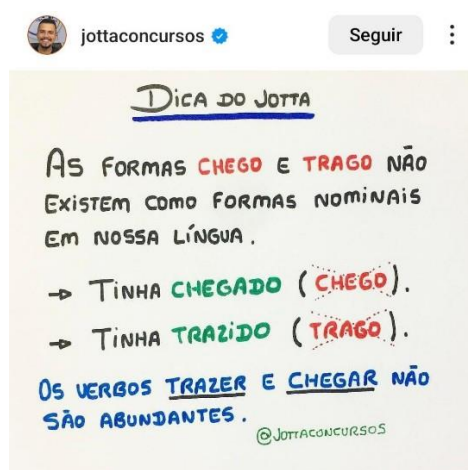 jottaconcursos
Seguir
DICA DO JOTTA
AS FORMAS CHEGO E TRAGO NÃO
EXISTEM COMO FORMAS NOMINAIS
EM NOSSA LÍNGUA.
→ TINHA CHEGADO (CHEGO).
→ TINHA TRAZIDO (TRAGO).
OS VERBOS TRAZER E CHEGAR NÃO
SÃO ABUNDANTES.
@JOTTACONCURSOS